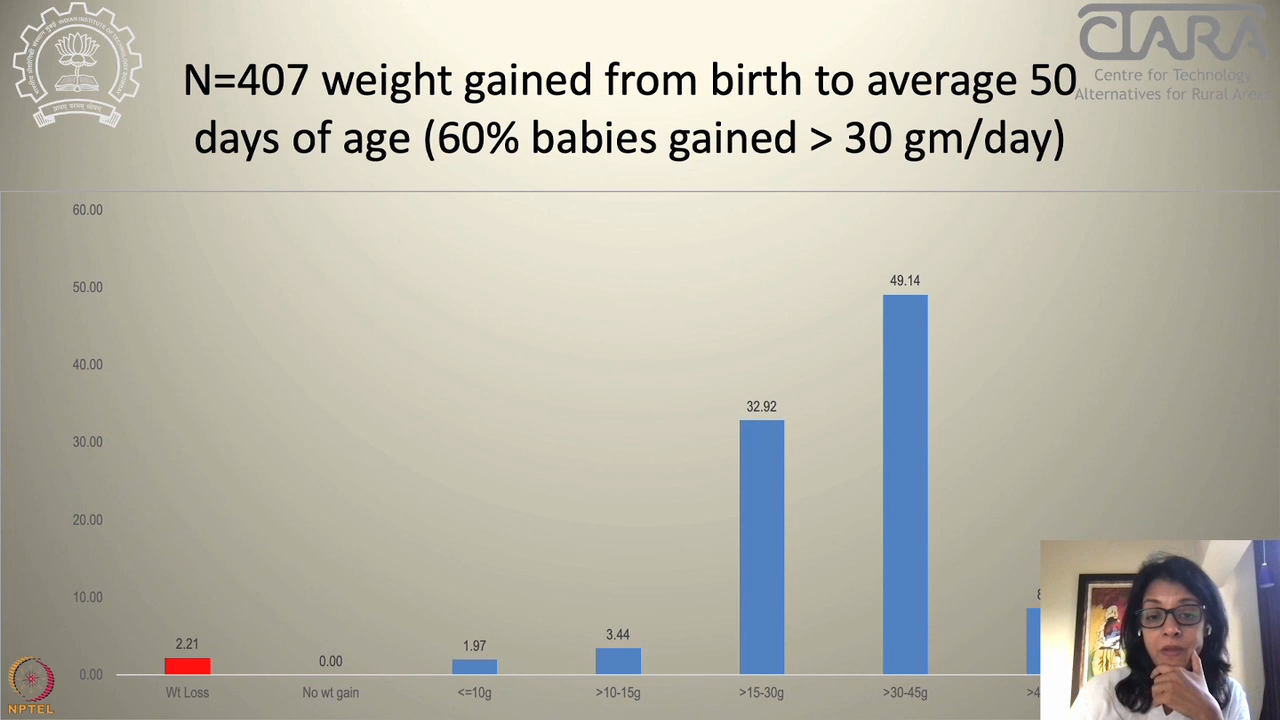 CTARA
Centre for Technology
Alternatives for Rural Areas
N=407 weight gained from birth to average 50
days of age (60% babies gained > 30 gm/day)
60.00
50.00
40.00
30.00
20.00
10.00
0.00
2.21
0.00
1.97
3.44
32.92
49.14
8
Wt Loss
No wt gain
<=10g
>10-15g
>15-30g
>30-45g
>4
NPTEL